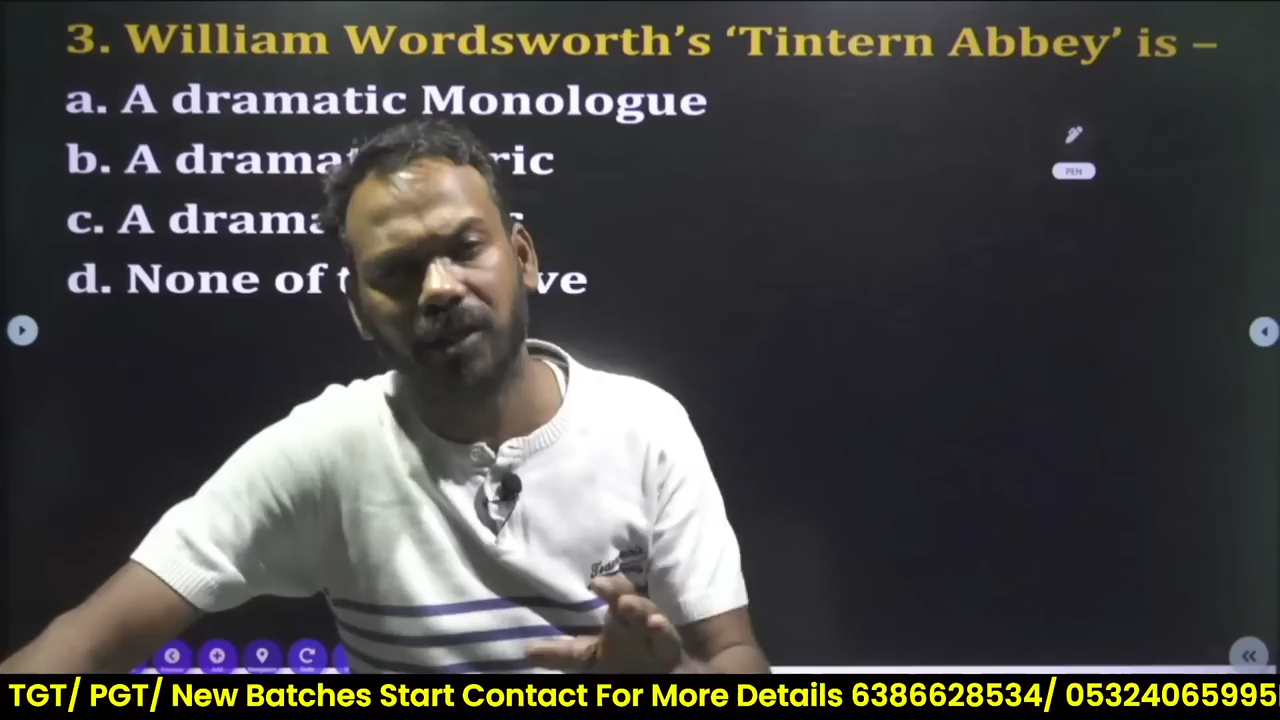 3. William Wordsworth's 'Tintern Abbey' is –
a. A dramatic Monologue
b. A drama ric
c. A drama s
d. None of t ve
PEN
TGT/ PGT/ New Batches Start Contact For More Details 6386628534/ 05324065995